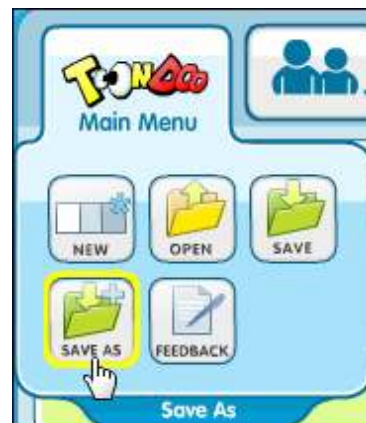 TOONDOO
Main Menu
NEW
OPEN
SAVE
SAVE AS
FEEDBACK
Save As